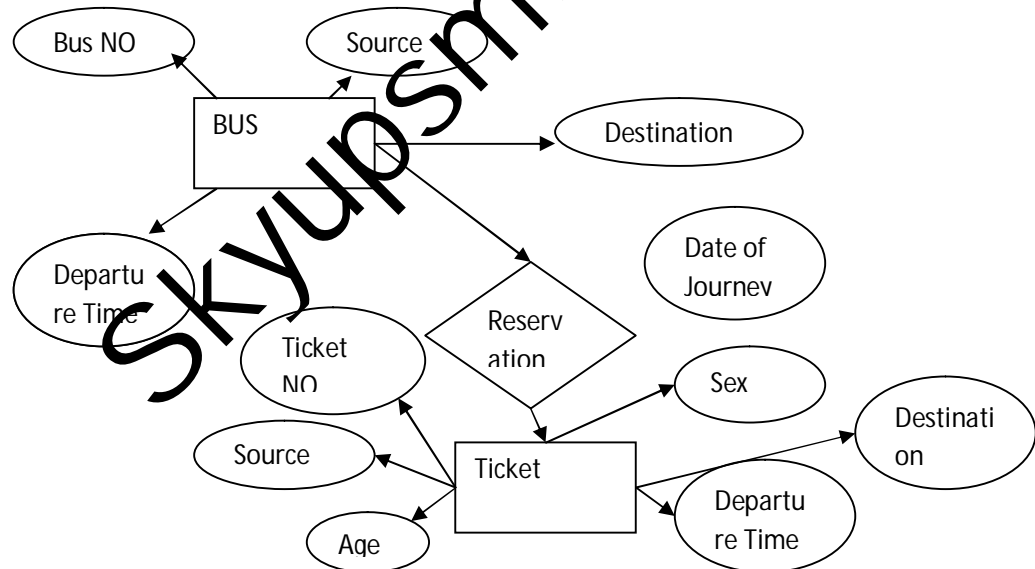 Bus NO
Source
BUS
Destination
Departu
re Time
Date of
Journey
Reserv
ation
Ticket
NO
Sex
Destinati
on
Source
Ticket
Departu
re Time
Age
Skyupsm